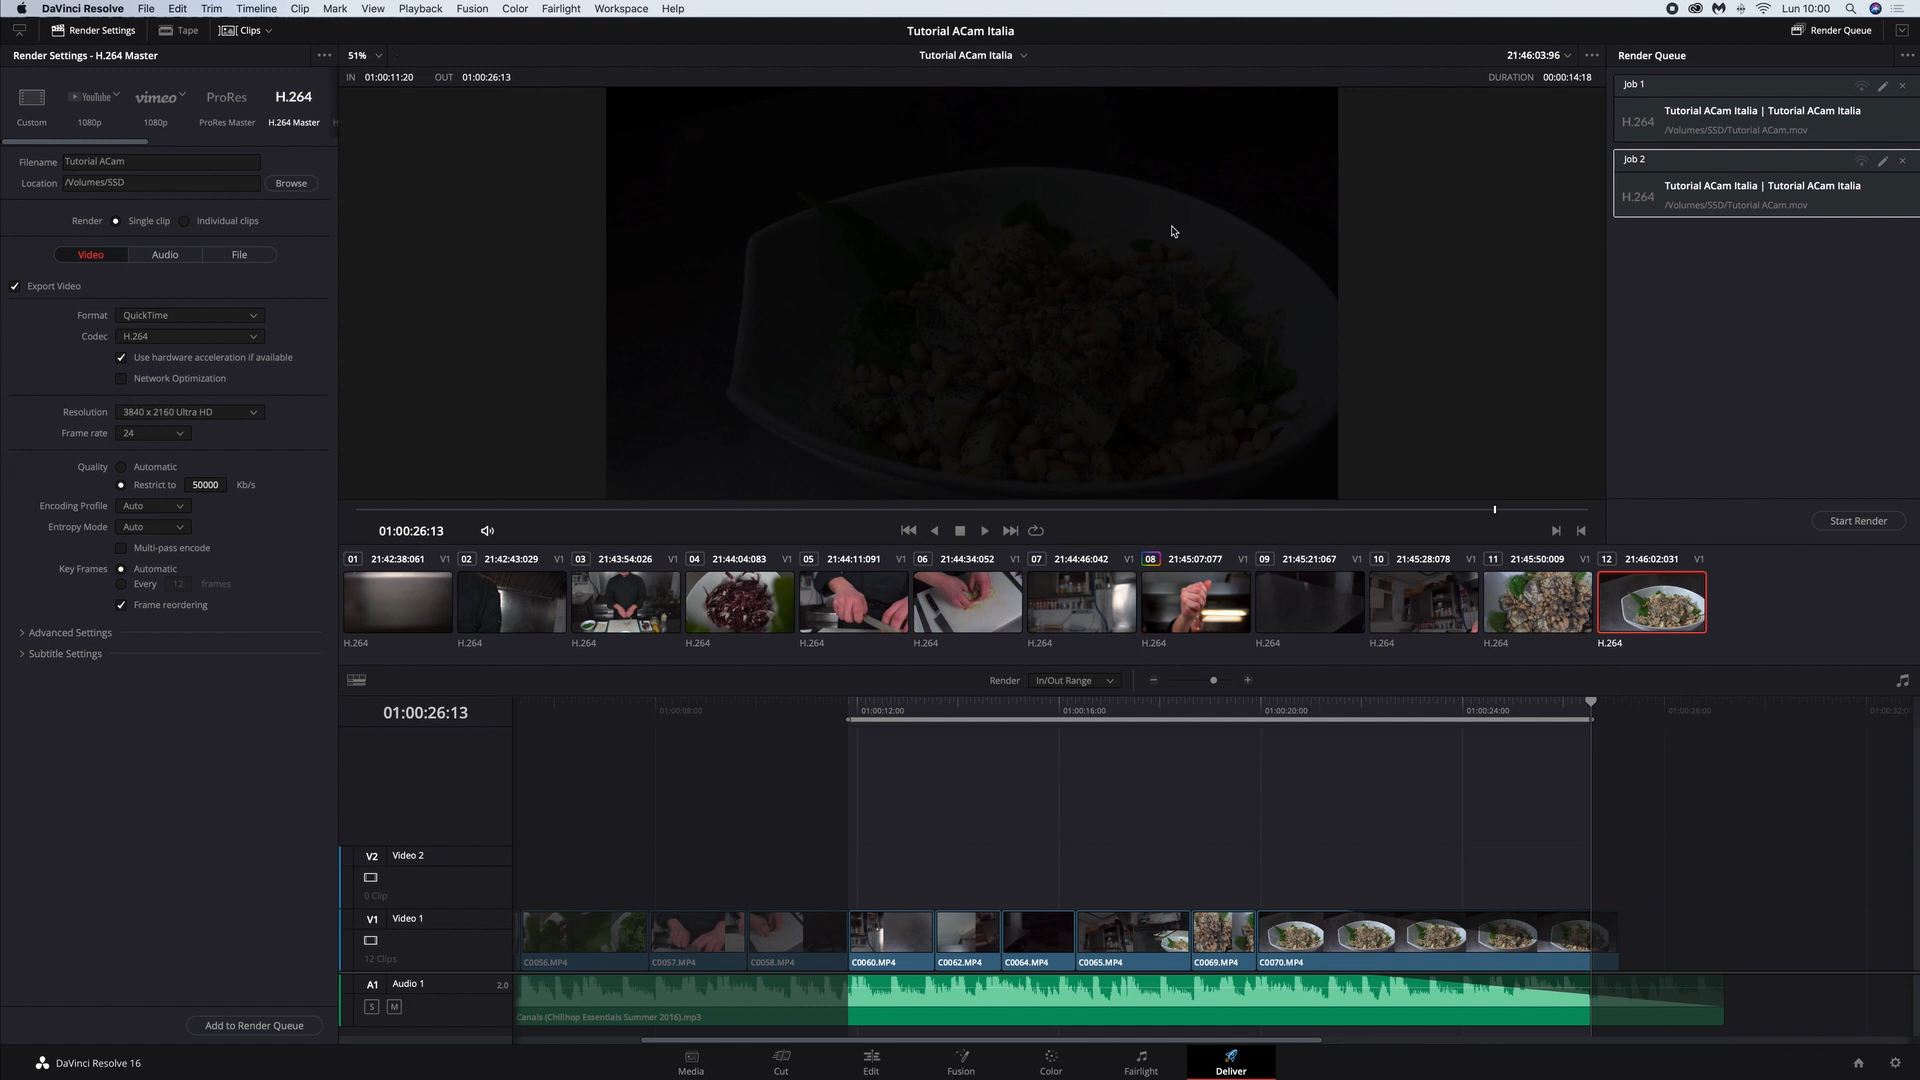 DaVinci Resolve File Edit Trim Timeline Clip Mark View Playback Fusion Color Fairlight Workspace Help Lun 10:00
Render Settings Tape Clips Tutorial ACam Italia Render Queue
Render Settings - H.264 Master 51% Tutorial ACam Italia 21:46:03:96 Render Queue
IN 01:00:11:20 OUT 01:00:26:13 DURATION 00:00:14:18
YouTube vimeo ProRes H.264
Custom 1080p 1080p ProRes Master H.264 Master
Job 1
H.264 Tutorial ACam Italia | Tutorial ACam Italia
/Volumes/SSD/Tutorial ACam.mov
Job 2
H.264 Tutorial ACam Italia | Tutorial ACam Italia
/Volumes/SSD/Tutorial ACam.mov
Start Render
Filename Tutorial ACam
Location /Volumes/SSD Browse
Render Single clip Individual clips
Video Audio File
Export Video
Format QuickTime
Codec H.264
Use hardware acceleration if available
Network Optimization
Resolution 3840 x 2160 Ultra HD
Frame rate 24
Quality Automatic
Restrict to 50000 Kb/s
Encoding Profile Auto
Entropy Mode Auto
Multi-pass encode
Key Frames Automatic
Every 12 frames
Frame reordering
Advanced Settings
Subtitle Settings
Add to Render Queue
01:00:26:13
01 21:42:38:061 V1 02 21:42:43:029 V1 03 21:43:54:026 V1 04 21:44:04:083 V1 05 21:44:11:091 V1 06 21:44:34:052 V1 07 21:44:46:042 V1 08 21:45:07:077 V1 09 21:45:21:067 V1 10 21:45:28:078 V1 11 21:45:50:009 V1 12 21:46:02:031 V1
H.264 H.264 H.264 H.264 H.264 H.264 H.264 H.264 H.264 H.264 H.264 H.264
Render In/Out Range
01:00:26:13 01:00:08:00 01:00:12:00 01:00:16:00 01:00:20:00 01:00:24:00 01:00:28:00 01:00:32:0
V2 Video 2
0 Clip
V1 Video 1
12 Clips C0056.MP4 C0057.MP4 C0058.MP4 C0060.MP4 C0062.MP4 C0064.MP4 C0065.MP4 C0069.MP4 C0070.MP4
A1 Audio 1 2.0
S M
Canals (Chillhop Essentials Summer 2016).mp3
DaVinci Resolve 16 Media Cut Edit Fusion Color Fairlight Deliver